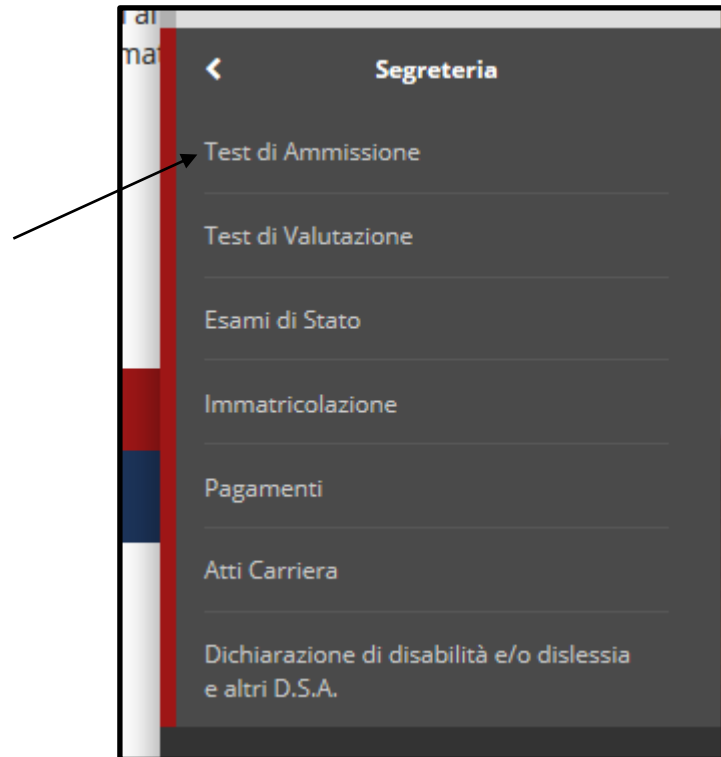 mat
Segreteria
Test di Ammissione
Test di Valutazione
Esami di Stato
Immatricolazione
Pagamenti
Atti Carriera
Dichiarazione di disabilità e/o dislessia
e altri D.S.A.